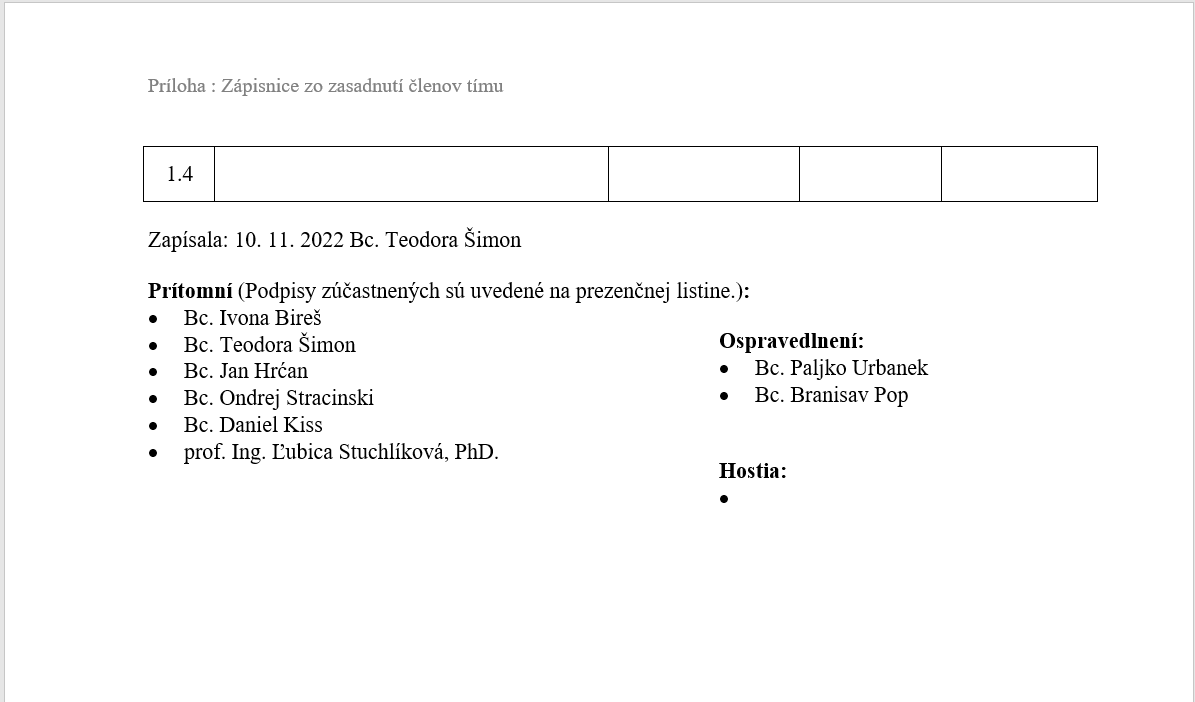 Príloha : Zápisnice zo zasadnutí členov tímu
1.4
Zapísala: 10. 11. 2022 Bc. Teodora Šimon
Prítomní (Podpisy zúčastnených sú uvedené na prezenčnej listine.):
• Bc. Ivona Bireš
• Bc. Teodora Šimon
• Bc. Jan Hrćan
• Bc. Ondrej Stracinski
• Bc. Daniel Kiss
• prof. Ing. Ľubica Stuchlíková, PhD.
Ospravedlnení:
• Bc. Paljko Urbanek
• Bc. Branisav Pop
Hostia:
•